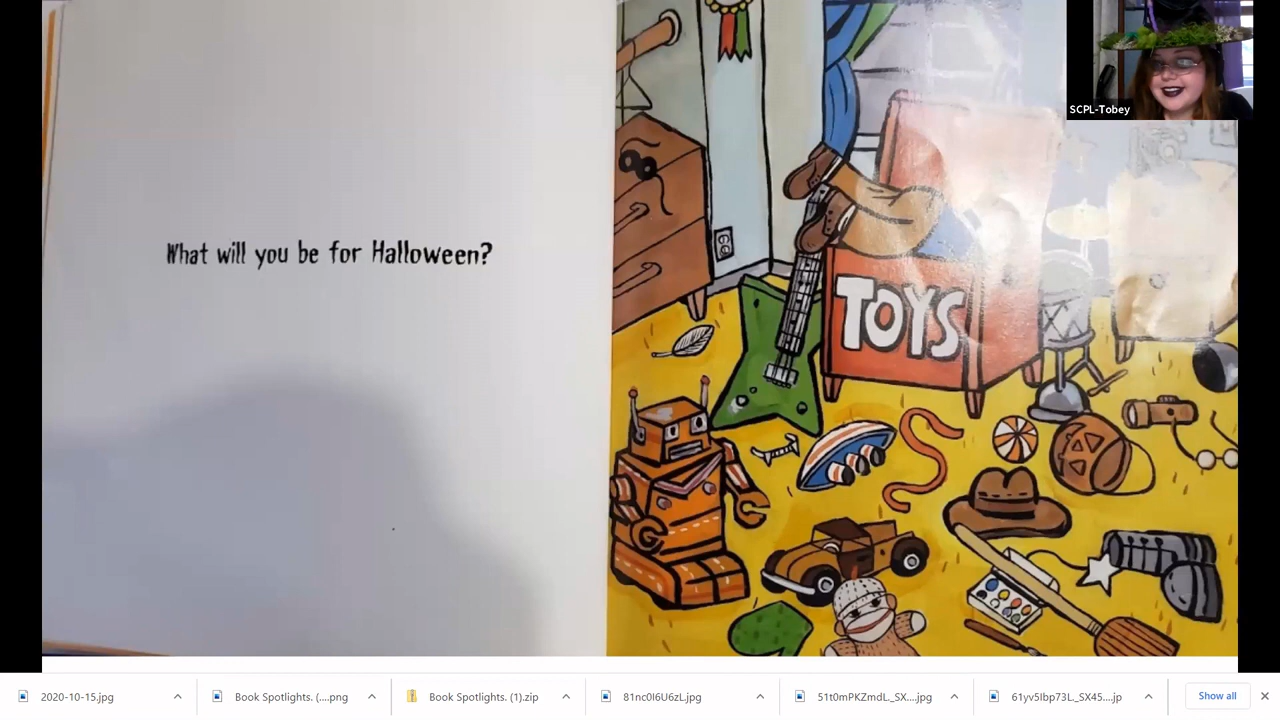 SCPL-Tobey
What will you be for Halloween?
TOYS
2020-10-15.jpg
Book Spotlights. (....png
Book Spotlights. (1).zip
81nc0I6U6zL.jpg
51t0mPKZmdL._SX....jpg
61yv5Ibp73L._SX45....jp
Show all